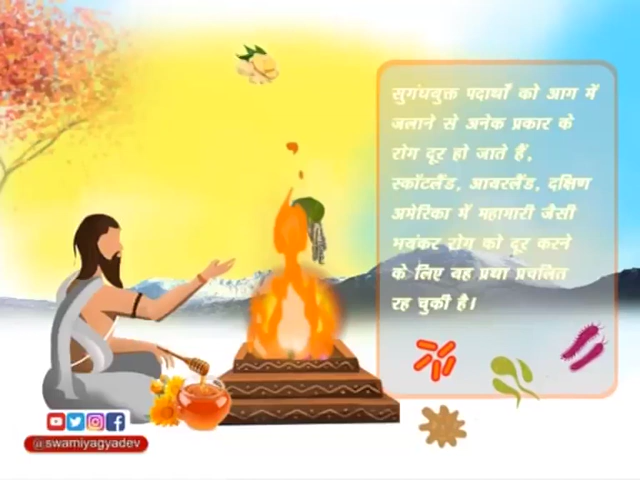 सुगंधयुक्त पदार्थों को आग में
जलाने से अनेक प्रकार के
रोग दूर हो जाते हैं,
स्कॉटलैंड, आयरलैंड, दक्षिण
अमेरिका में महामारी जैसी
भयंकर रोग को दूर करने
के लिए यह प्रथा प्रचलित
रह चुकी है।
@swamiyagyadev